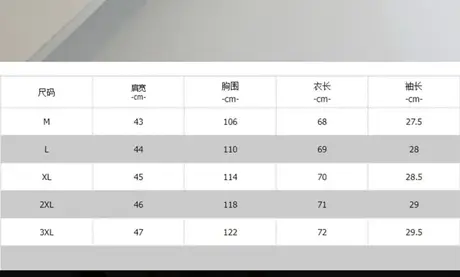 尺码 肩宽 胸围 衣长 袖长
-cm- -cm- -cm- -cm-
M 43 106 68 27.5
L 44 110 69 28
XL 45 114 70 28.5
2XL 46 118 71 29
3XL 47 122 72 29.5